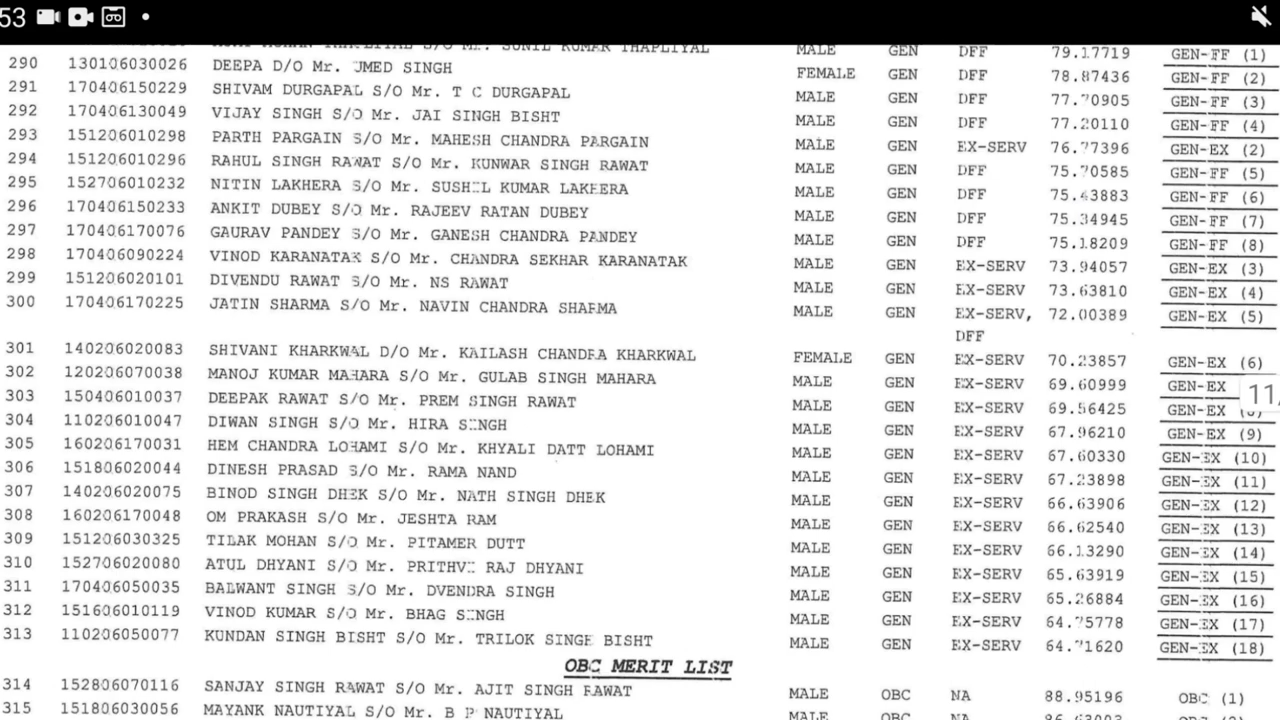 53
THAPLIYAL S/O Mr. SUNIL KUMAR THAPLIYAL MALE GEN DFF 79.17719 GEN-FF (1)
290 130106030026 DEEPA D/O Mr. UMED SINGH FEMALE GEN DFF 78.87436 GEN-FF (2)
291 170406150229 SHIVAM DURGAPAL S/O Mr. T C DURGAPAL MALE GEN DFF 77.70905 GEN-FF (3)
292 170406130049 VIJAY SINGH S/O Mr. JAI SINGH BISHT MALE GEN DFF 77.20110 GEN-FF (4)
293 151206010298 PARTH PARGAIN S/O Mr. MAHESH CHANDRA PARGAIN MALE GEN EX-SERV 76.77396 GEN-EX (2)
294 151206010296 RAHUL SINGH RAWAT S/O Mr. KUNWAR SINGH RAWAT MALE GEN DFF 75.70585 GEN-FF (5)
295 152706010232 NITIN LAKHERA S/O Mr. SUSHIL KUMAR LAKHERA MALE GEN DFF 75.43883 GEN-FF (6)
296 170406150233 ANKIT DUBEY S/O Mr. RAJEEV RATAN DUBEY MALE GEN DFF 75.34945 GEN-FF (7)
297 170406170076 GAURAV PANDEY S/O Mr. GANESH CHANDRA PANDEY MALE GEN DFF 75.18209 GEN-FF (8)
298 170406090224 VINOD KARANATAK S/O Mr. CHANDRA SEKHAR KARANATAK MALE GEN EX-SERV 73.94057 GEN-EX (3)
299 151206020101 DIVENDU RAWAT S/O Mr. NS RAWAT MALE GEN EX-SERV 73.63810 GEN-EX (4)
300 170406170225 JATIN SHARMA S/O Mr. NAVIN CHANDRA SHARMA MALE GEN EX-SERV, 72.00389 GEN-EX (5)
DFF
301 140206020083 SHIVANI KHARKWAL D/O Mr. KAILASH CHANDRA KHARKWAL FEMALE GEN EX-SERV 70.23857 GEN-EX (6)
302 120206070038 MANOJ KUMAR MAHARA S/O Mr. GULAB SINGH MAHARA MALE GEN EX-SERV 69.60999 GEN-EX
303 150406010037 DEEPAK RAWAT S/O Mr. PREM SINGH RAWAT MALE GEN EX-SERV 69.56425 GEN-EX
304 110206010047 DIWAN SINGH S/O Mr. HIRA SINGH MALE GEN EX-SERV 67.96210 GEN-EX (9)
305 160206170031 HEM CHANDRA LOHAMI S/O Mr. KHYALI DATT LOHAMI MALE GEN EX-SERV 67.60330 GEN-EX (10)
306 151806020044 DINESH PRASAD S/O Mr. RAMA NAND MALE GEN EX-SERV 67.23898 GEN-EX (11)
307 140206020075 BINOD SINGH DHEK S/O Mr. NATH SINGH DHEK MALE GEN EX-SERV 66.63906 GEN-EX (12)
308 160206170048 OM PRAKASH S/O Mr. JESHTA RAM MALE GEN EX-SERV 66.62540 GEN-EX (13)
309 151206030325 TILAK MOHAN S/O Mr. PITAMER DUTT MALE GEN EX-SERV 66.13290 GEN-EX (14)
310 152706020080 ATUL DHYANI S/O Mr. PRITHVI RAJ DHYANI MALE GEN EX-SERV 65.63919 GEN-EX (15)
311 170406050035 BALWANT SINGH S/O Mr. DVENDRA SINGH MALE GEN EX-SERV 65.26884 GEN-EX (16)
312 151606010119 VINOD KUMAR S/O Mr. BHAG SINGH MALE GEN EX-SERV 64.75778 GEN-EX (17)
313 110206050077 KUNDAN SINGH BISHT S/O Mr. TRILOK SINGH BISHT MALE GEN EX-SERV 64.71620 GEN-EX (18)
OBC MERIT LIST
314 152806070116 SANJAY SINGH RAWAT S/O Mr. AJIT SINGH RAWAT MALE OBC NA 88.95196 OBC (1)
315 151806030056 MAYANK NAUTIYAL S/O Mr. B P NAUTIYAL MALE OBC NA